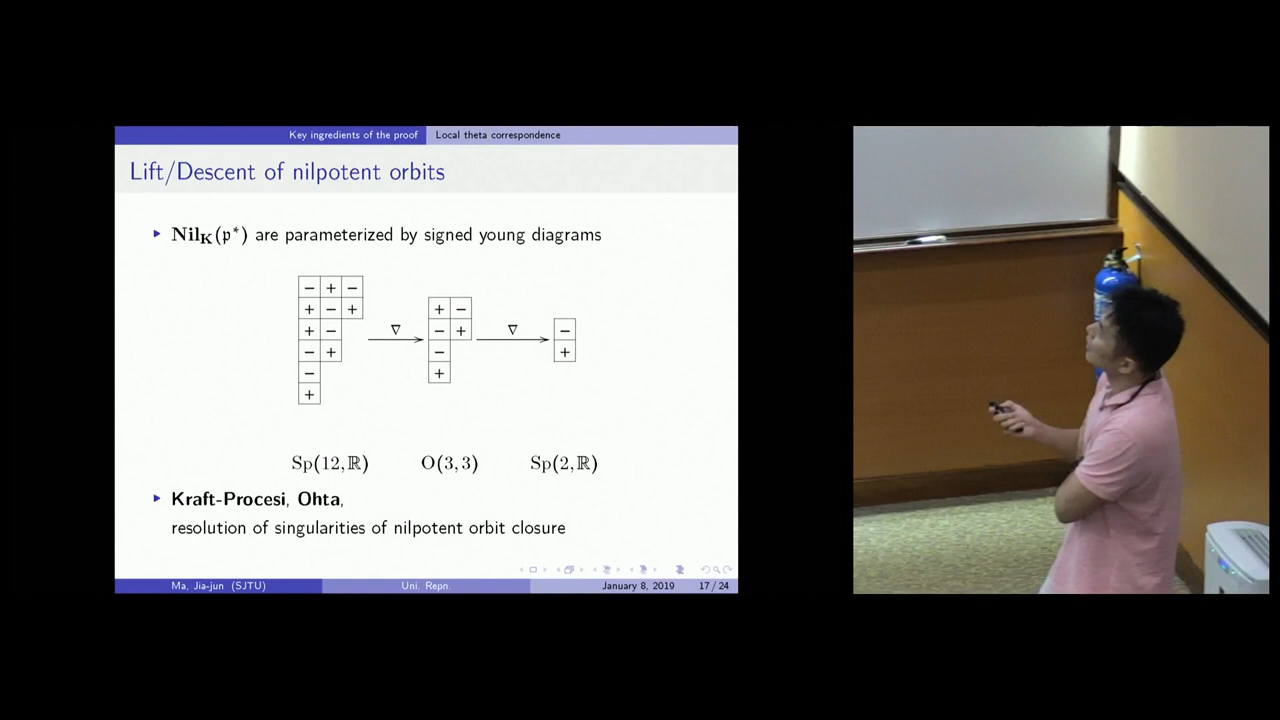 Key ingredients of the proof Local theta correspondence
Lift/Descent of nilpotent orbits
▸ Nil_K(𝔭*) are parameterized by signed young diagrams
− + −
+ − +
+ −
− +
−
+
∇
+ −
− +
−
+
∇
−
+
Sp(12,ℝ) O(3,3) Sp(2,ℝ)
▸ Kraft-Procesi, Ohta,
resolution of singularities of nilpotent orbit closure
Ma, Jia-jun (SJTU) Uni. Repn. January 8, 2019 17 / 24